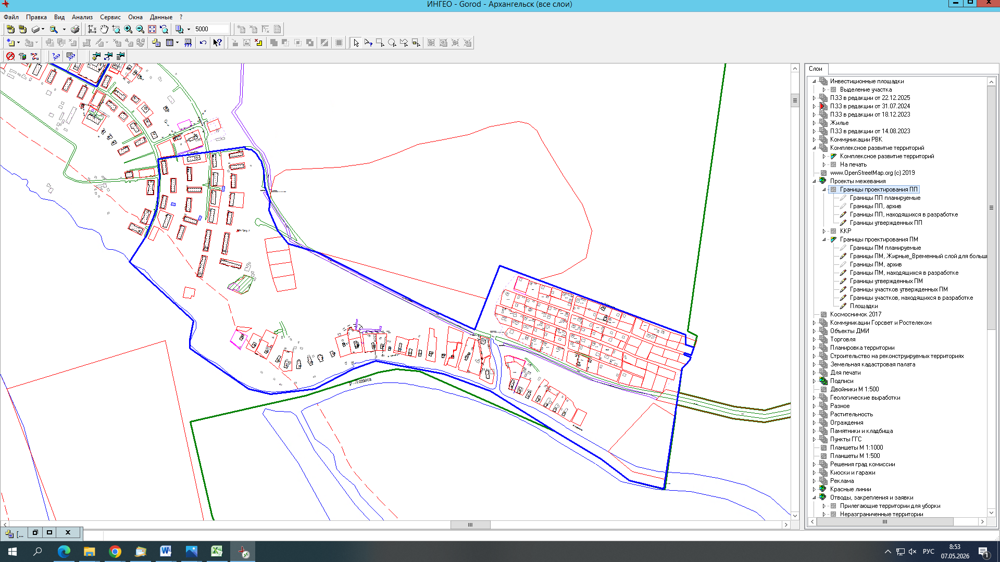 ИНГЕО - Gorod - Архангельск (все слои)
Файл Правка Вид Анализ Сервис Окна Данные ?
5000
р. Лодьма
Слои
Инвестиционные площадки
Выделение участка
ПЗЗ в редакции от 22.12.2025
ПЗЗ в редакции от 31.07.2024
ПЗЗ в редакции от 18.12.2023
Жилье
ПЗЗ в редакции от 14.08.2023
Коммуникации РВК
Комплексное развитие территорий
Комплексное развитие территорий
На печать
www.OpenStreetMap.org (c) 2019
Проекты межевания
Границы проектирования ПП
Границы ПП планируемые
Границы ПП, архив
Границы ПП, находящихся в разработке
Границы утвержденных ПП
ККР
Границы проектирования ПМ
Границы ПМ планируемые
Границы ПМ, Жирные_Временный слой для больш
Границы ПМ, архив
Границы ПМ, находящихся в разработке
Границы утвержденных ПМ
Границы участков утвержденных ПМ
Границы участков, находящихся в разработке
Площадки
Космоснимок 2017
Коммуникации Горсвет и Ростелеком
Объекты ДМИ
Торговля
Планировка территории
Строительство на реконструируемых территориях
Земельная кадастровая палата
Для печати
Подписи
Двойники М 1:500
Геологические выработки
Разное
Растительность
Ограждения
Памятники и кладбища
Пункты ГГС
Планшеты М 1:1000
Планшеты М 1:500
Решения град комиссии
Киоски и гаражи
Реклама
Красные линии
Отводы, закрепления и заявки
Прилегающие территории для уборки
Неразграниченные территории
[...
РУС
8:53
07.05.2026
1